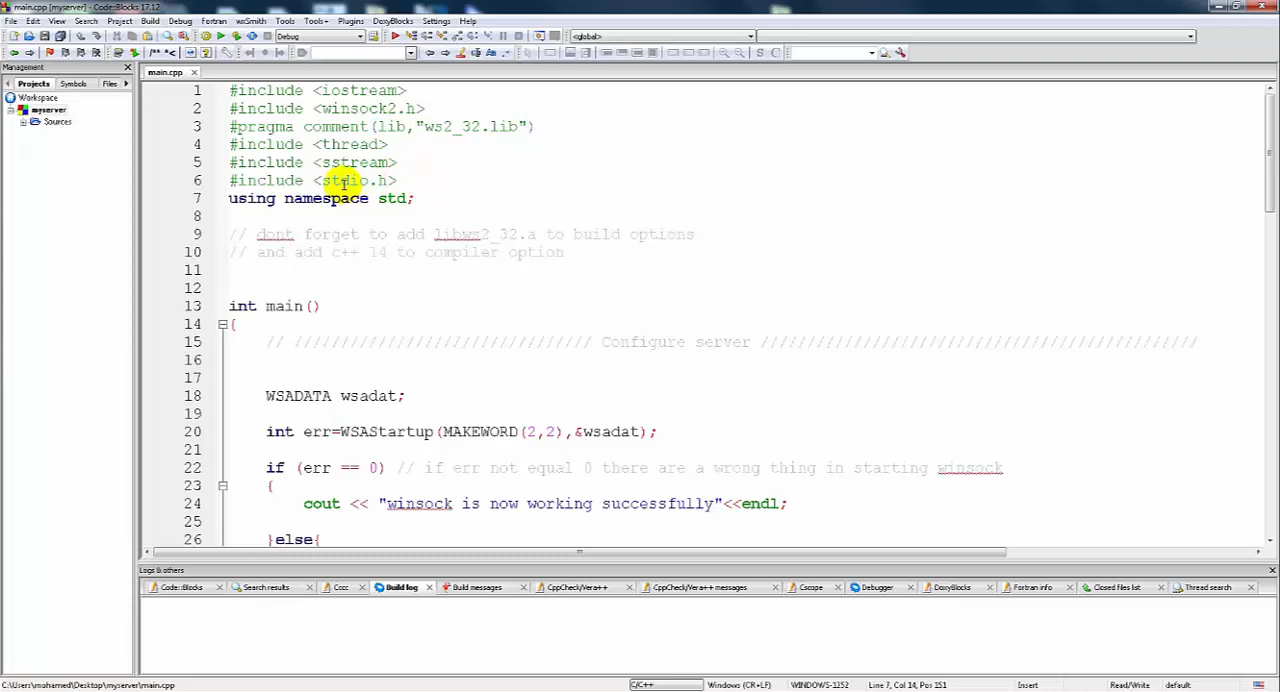 main.cpp [myserver] - Code::Blocks 17.12
File Edit View Search Project Build Debug Fortran wxSmith Tools Tools+ Plugins DoxyBlocks Settings Help
Debug
<global>
/** *<
S C
Management
main.cpp
Projects Symbols Files
Workspace
myserver
Sources
1 #include <iostream>
2 #include <winsock2.h>
3 #pragma comment(lib,"ws2_32.lib")
4 #include <thread>
5 #include <sstream>
6 #include <stdio.h>
7 using namespace std;
8
9 // dont forget to add libws2_32.a to build options
10 // and add c++ 14 to compiler option
11
12
13 int main()
14 {
15 // //////////////////////////////// Configure server ///////////////////////////////////////////////
16
17
18 WSADATA wsadat;
19
20 int err=WSAStartup(MAKEWORD(2,2),&wsadat);
21
22 if (err == 0) // if err not equal 0 there are a wrong thing in starting winsock
23 {
24 cout << "winsock is now working successfully"<<endl;
25
26 }else{
Logs & others
Code::Blocks Search results Cccc Build log Build messages CppCheck/Vera++ CppCheck/Vera++ messages Cscope Debugger DoxyBlocks Fortran info Closed files list Thread search
C:\Users\mohamed\Desktop\myserver\main.cpp C/C++ Windows (CR+LF) WINDOWS-1252 Line 7, Col 14, Pos 151 Insert Read/Write default